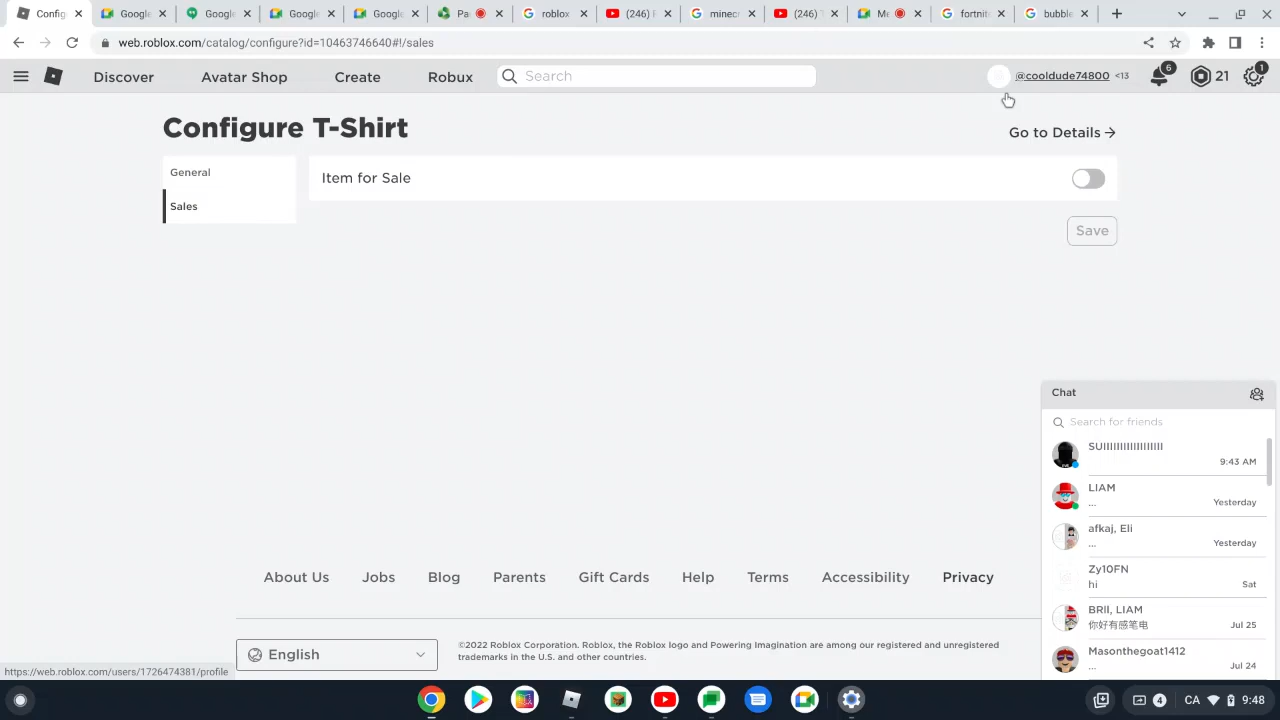 Config
Google
Google
Google
Google
Pa
roblox
(246) F
minecr
(246)
Me
fortnite
bubble
web.roblox.com/catalog/configure?id=10463746640#!/sales
Discover
Avatar Shop
Create
Robux
Search
@cooldude74800
<13
6
21
1
Configure T-Shirt
Go to Details
General
Item for Sale
Sales
Save
Chat
Search for friends
9:43 AM
LIAM
...
Yesterday
afkaj, Eli
...
Yesterday
Zy10FN
hi
Sat
BRII, LIAM
你好有感笔电
Jul 25
Masonthegoat1412
...
Jul 24
About Us
Jobs
Blog
Parents
Gift Cards
Help
Terms
Accessibility
Privacy
English
©2022 Roblox Corporation. Roblox, the Roblox logo and Powering Imagination are among our registered and unregistered
trademarks in the U.S. and other countries.
https://web.roblox.com/users/1726474381/profile
4
CA
9:48